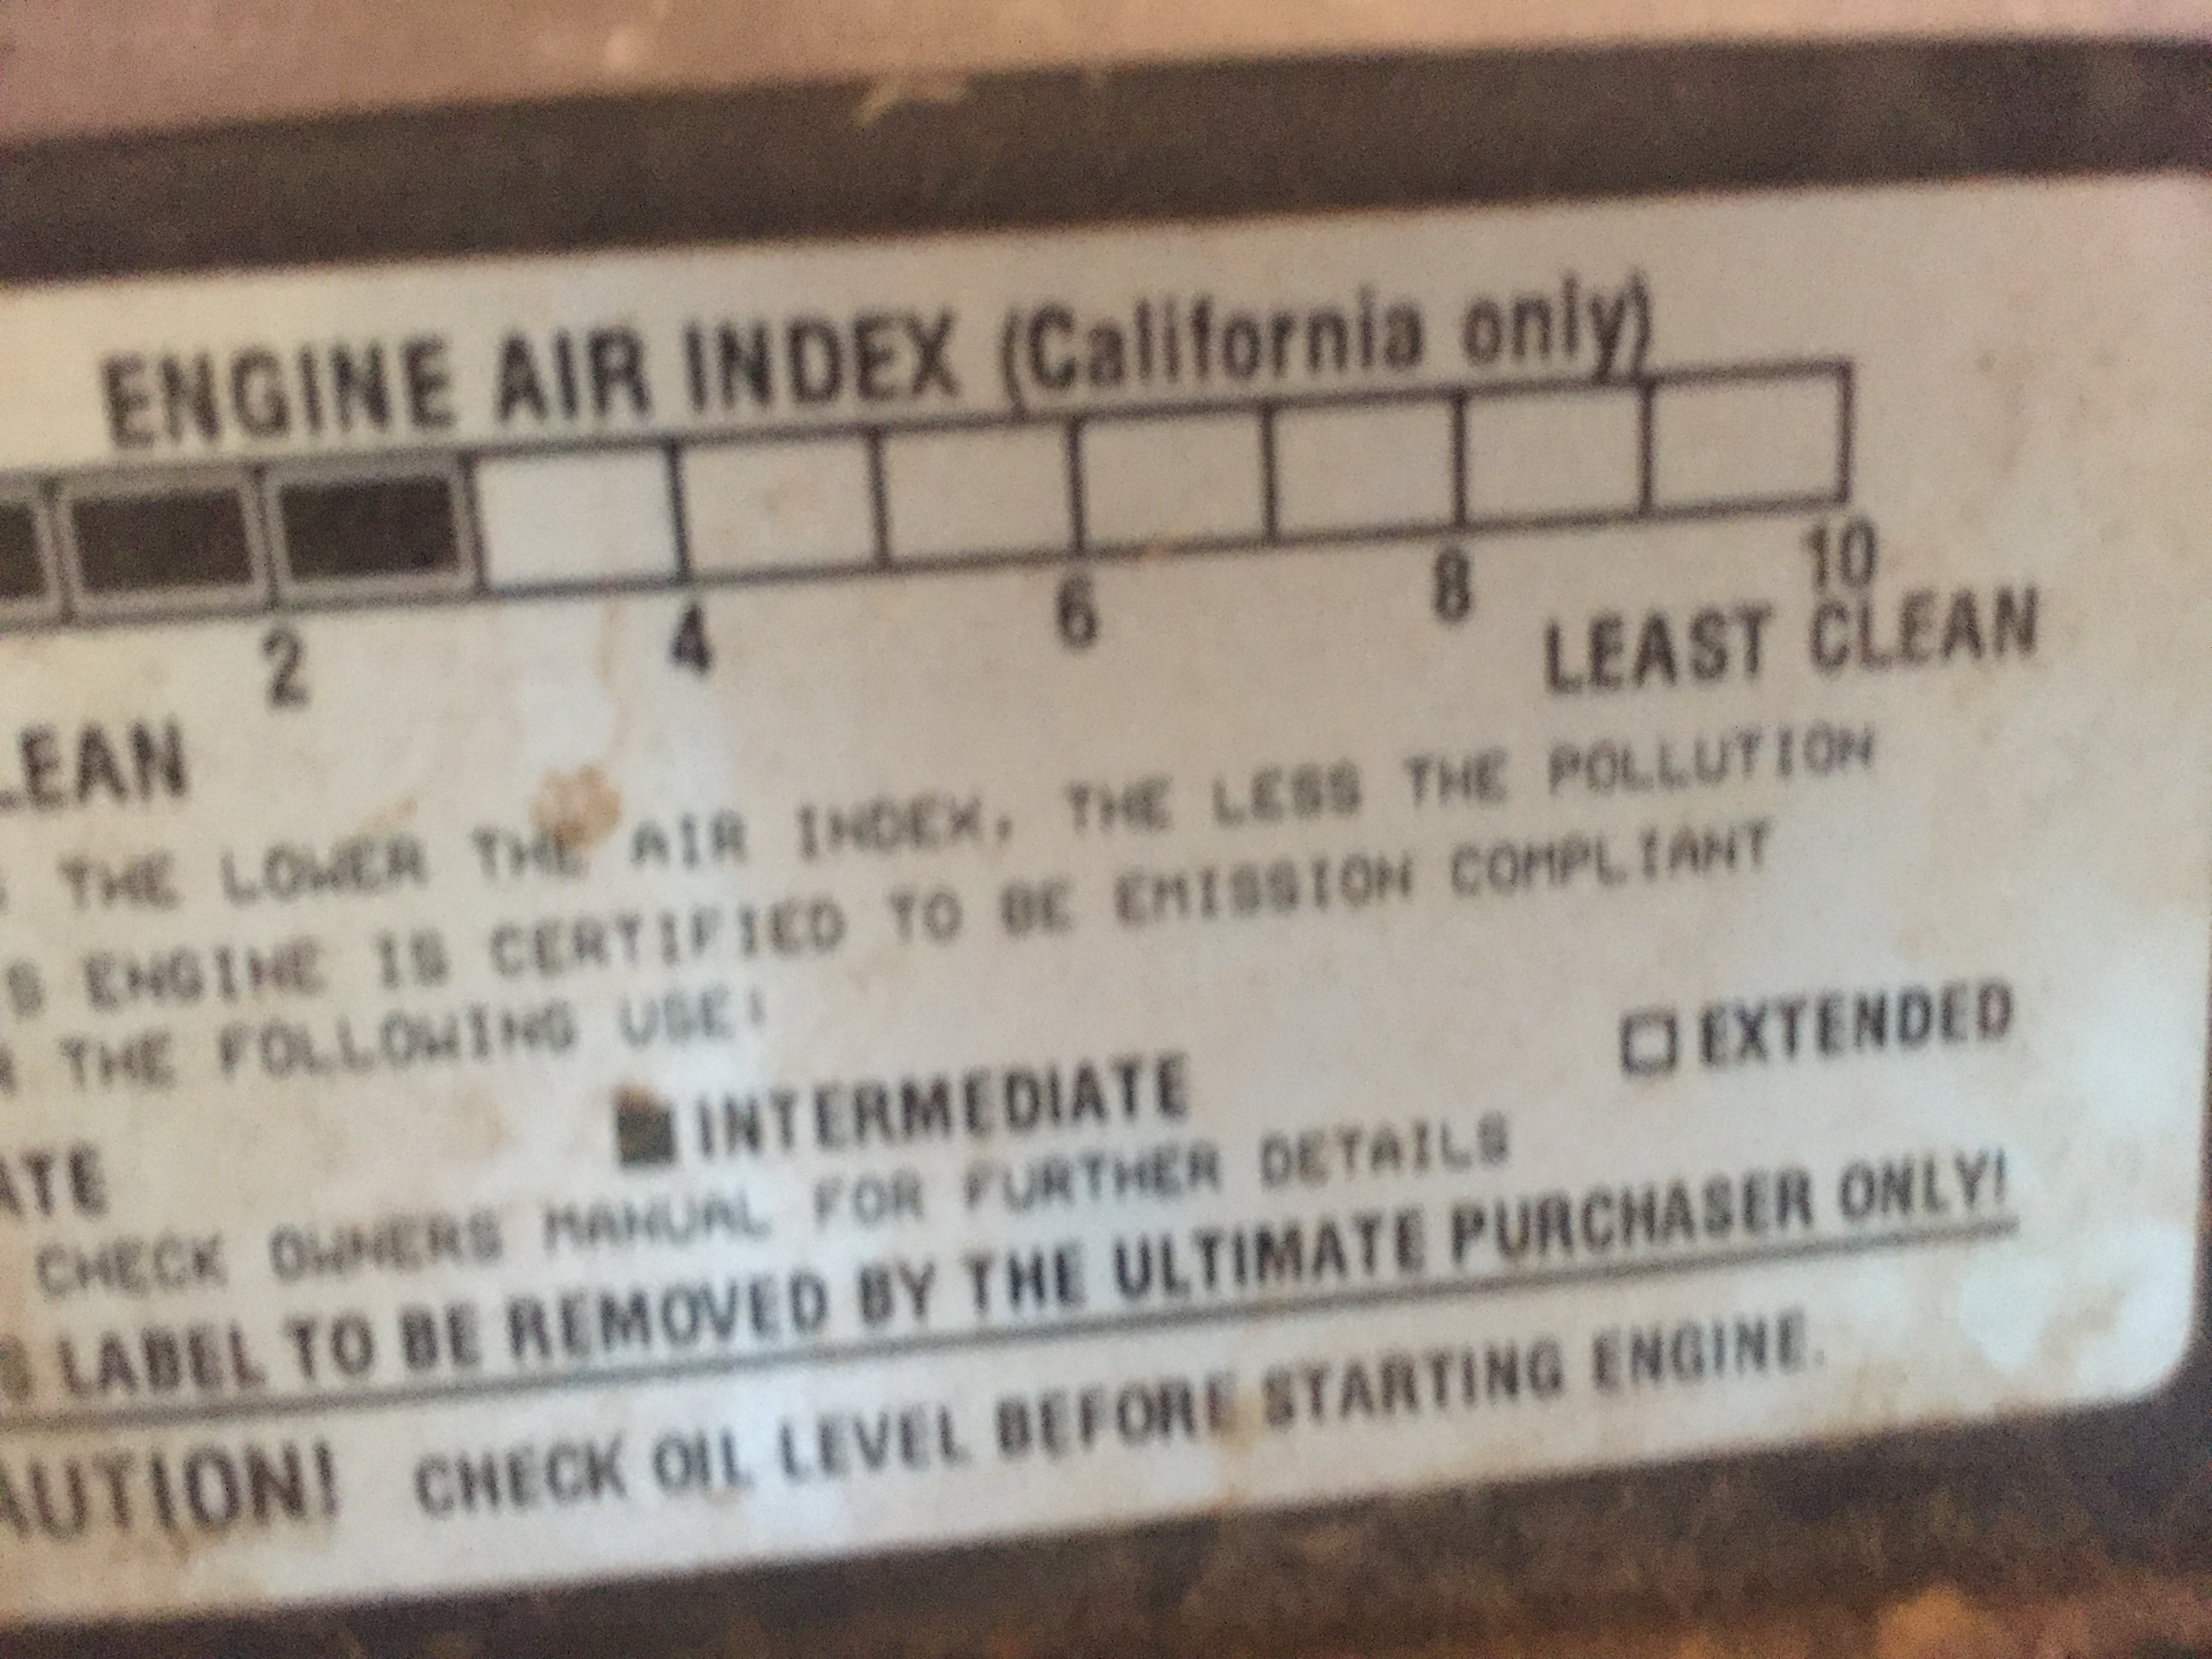 ENGINE AIR INDEX (California only)
2 4 6 8 10
LEAN LEAST CLEAN
THE LOWER THE AIR INDEX, THE LESS THE POLLUTION
S ENGINE IS CERTIFIED TO BE EMISSION COMPLIANT
R THE FOLLOWING USE:
ATE INTERMEDIATE EXTENDED
CHECK OWNERS MANUAL FOR FURTHER DETAILS
S LABEL TO BE REMOVED BY THE ULTIMATE PURCHASER ONLY!
AUTION! CHECK OIL LEVEL BEFORE STARTING ENGINE.